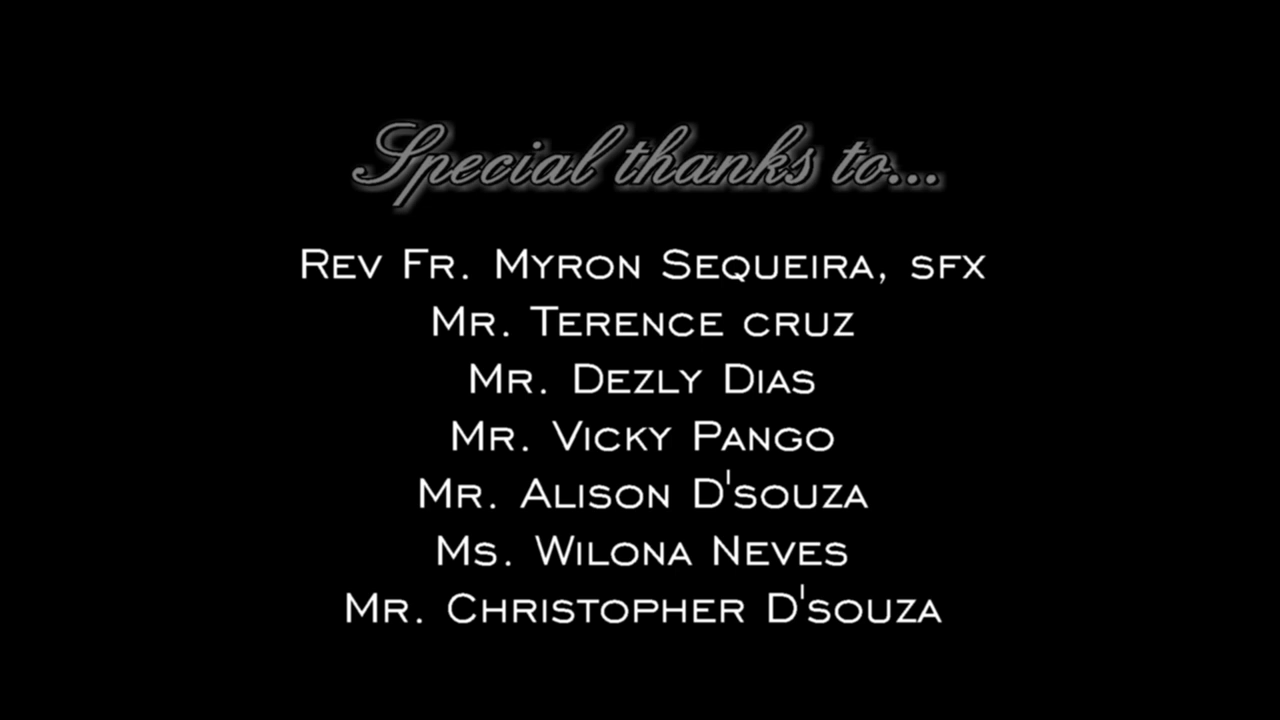 Special thanks to...
Rev Fr. Myron Sequeira, sfx
Mr. Terence cruz
Mr. Dezly Dias
Mr. Vicky Pango
Mr. Alison D'souza
Ms. Wilona Neves
Mr. Christopher D'souza